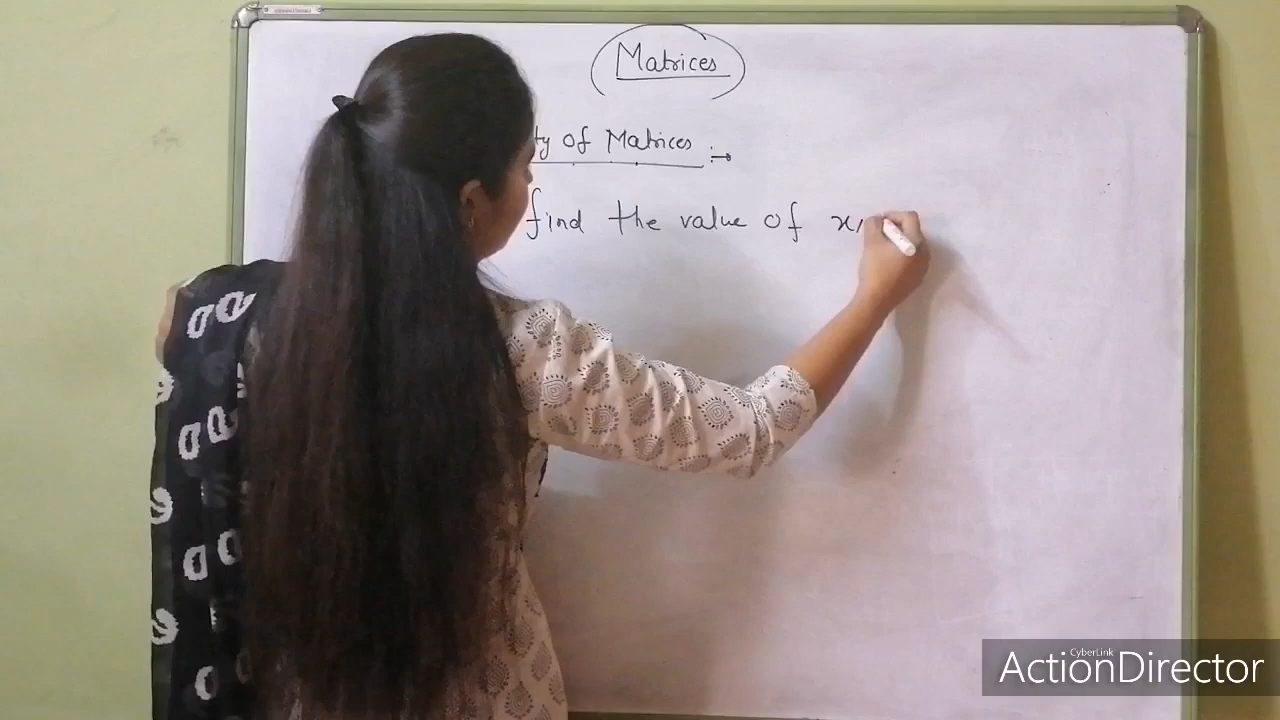 Matrices
ty of Matrices :→
find the value of x,
CyberLink
ActionDirector